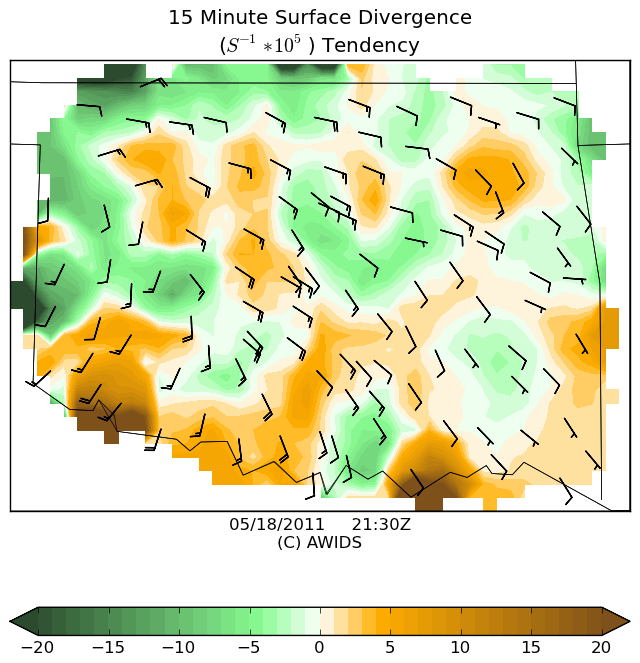 15 Minute Surface Divergence
(S⁻¹ *10⁵ ) Tendency
05/18/2011 21:30Z
(C) AWIDS
−20 −15 −10 −5 0 5 10 15 20